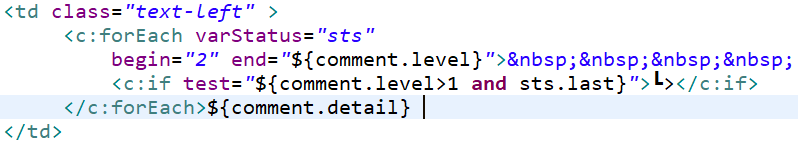 <td class="text-left" >
<c:forEach varStatus="sts"
begin="2" end="${comment.level}">&nbsp;&nbsp;&nbsp;&nbsp;
<c:if test="${comment.level>1 and sts.last}">┗></c:if>
</c:forEach>${comment.detail}
</td>